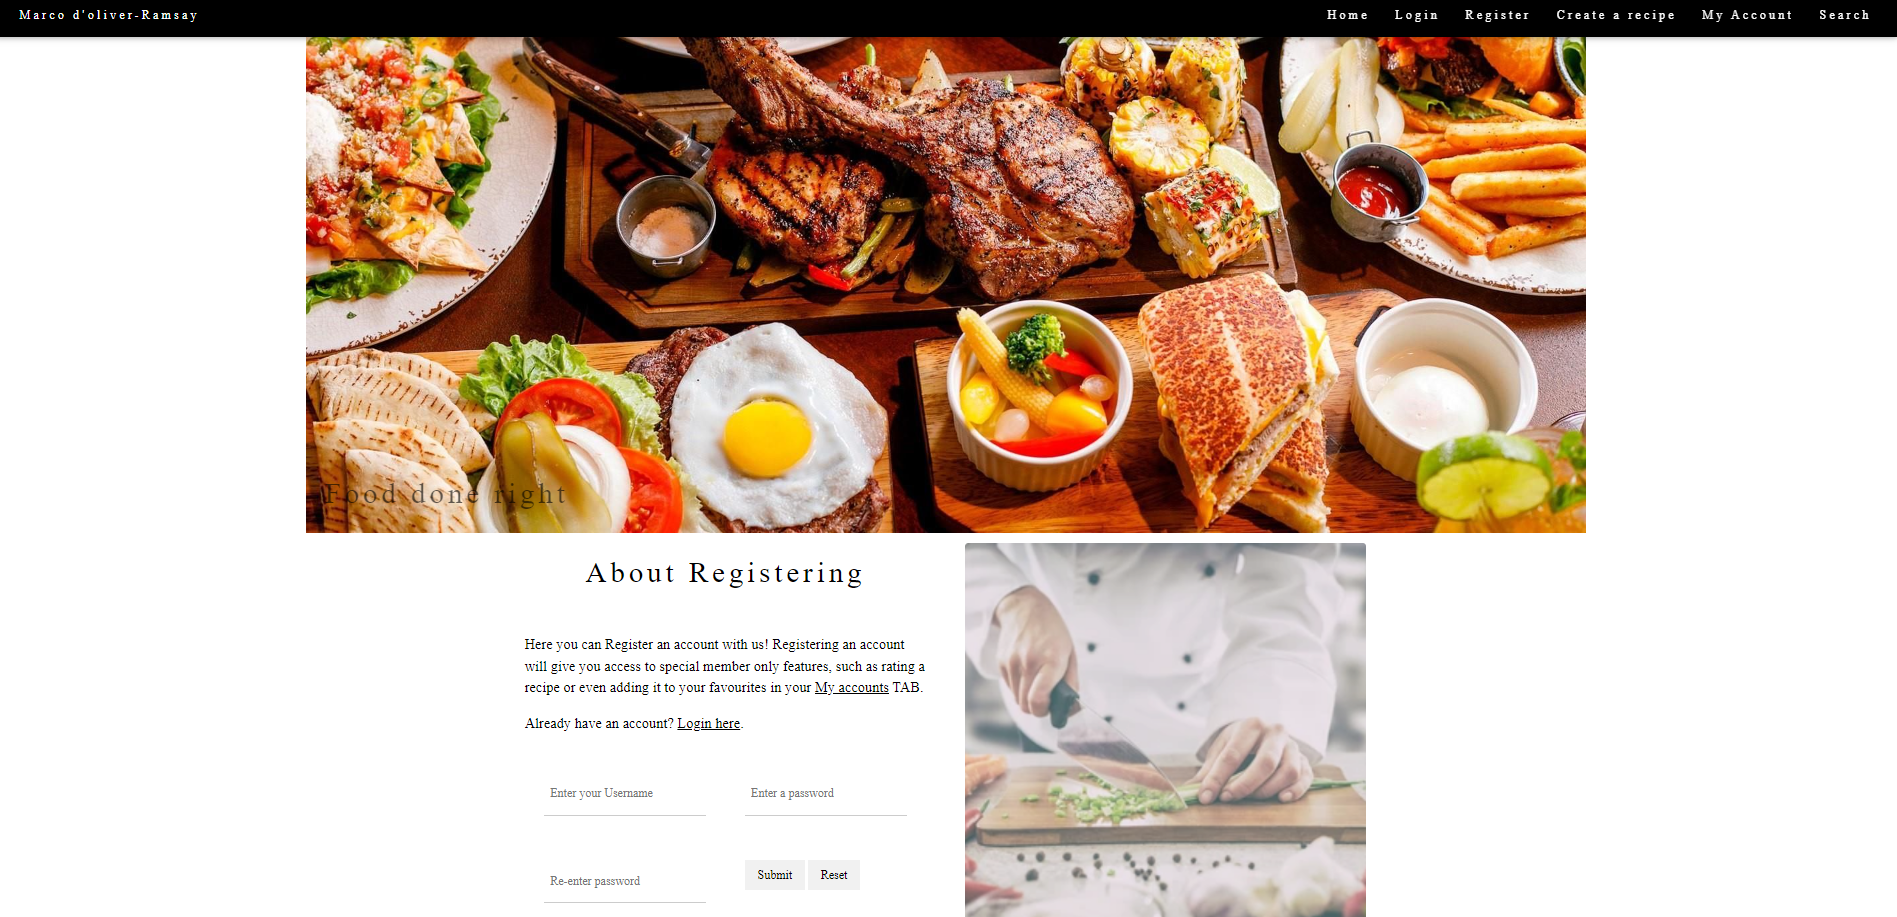 Marco d'oliver-Ramsay
Home Login Register Create a recipe My Account Search
Food done right
About Registering
Here you can Register an account with us! Registering an account
will give you access to special member only features, such as rating a
recipe or even adding it to your favourites in your My accounts TAB.
Already have an account? Login here.
Enter your Username
Enter a password
Re-enter password
Submit
Reset